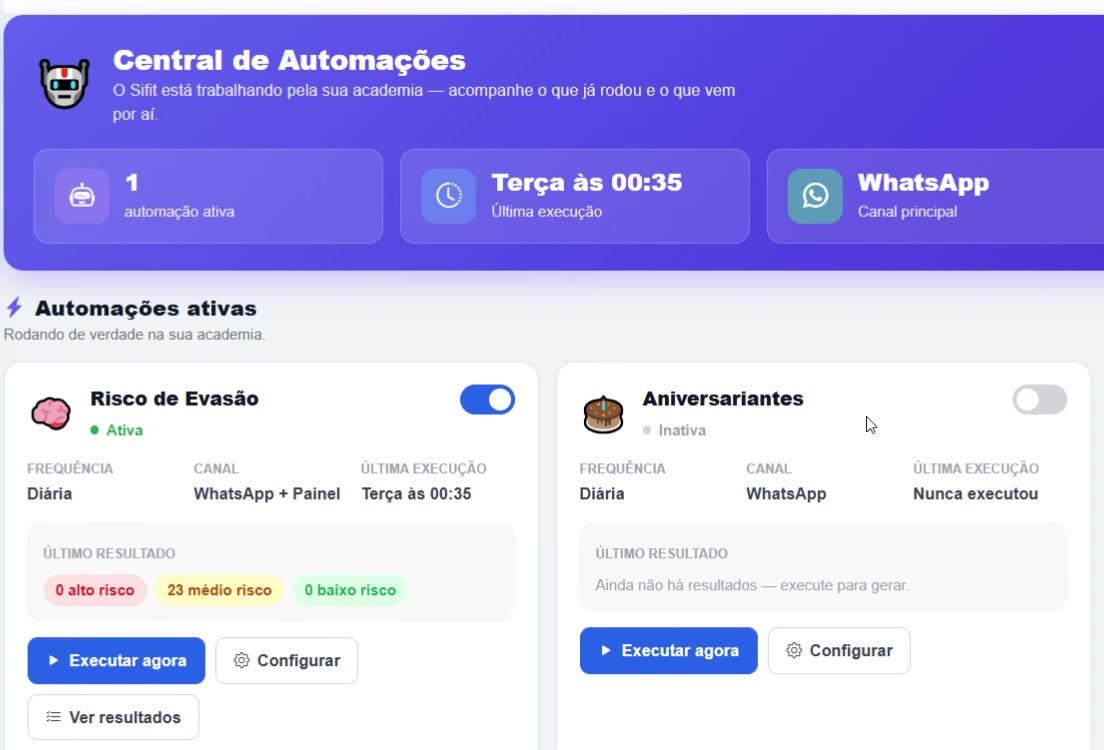 Central de Automações
O Sifit está trabalhando pela sua academia — acompanhe o que já rodou e o que vem
por aí.
1
automação ativa
Terça às 00:35
Última execução
WhatsApp
Canal principal
Automações ativas
Rodando de verdade na sua academia.
Risco de Evasão
Ativa
FREQUÊNCIA
CANAL
ÚLTIMA EXECUÇÃO
Diária
WhatsApp + Painel
Terça às 00:35
ÚLTIMO RESULTADO
0 alto risco
23 médio risco
0 baixo risco
Executar agora
Configurar
Ver resultados
Aniversariantes
Inativa
FREQUÊNCIA
CANAL
ÚLTIMA EXECUÇÃO
Diária
WhatsApp
Nunca executou
ÚLTIMO RESULTADO
Ainda não há resultados — execute para gerar.
Executar agora
Configurar